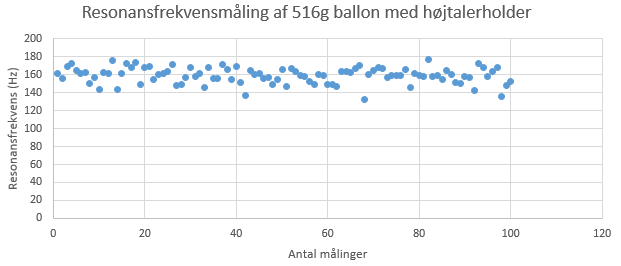 Resonansfrekvensmåling af 516g ballon med højtalerholder
Resonansfrekvens (Hz)
200
180
160
140
120
100
80
60
40
20
0
0 20 40 60 80 100 120
Antal målinger